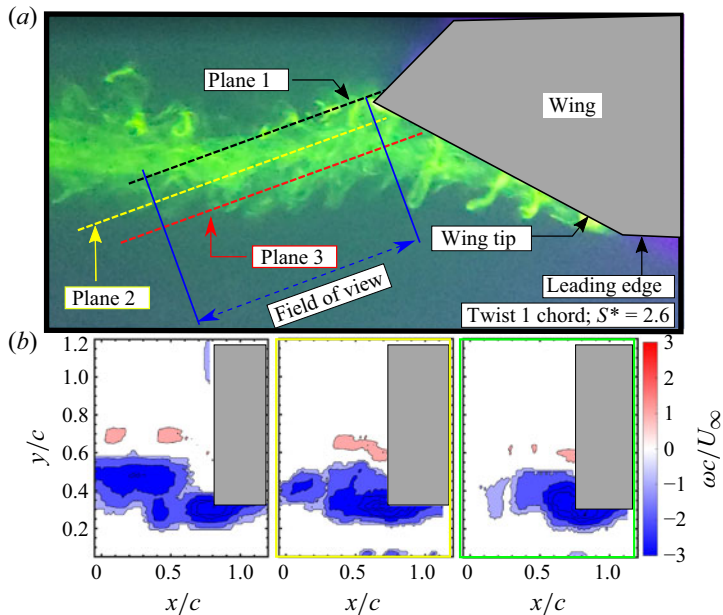 (a)
Plane 1
Wing
Wing tip
Plane 3
Plane 2
Field of view
Leading edge
Twist 1 chord; S* = 2.6
(b)
1.2
1.0
0.8
0.6
0.4
0.2
y/c
0 0.5 1.0
0 0.5 1.0
0 0.5 1.0
x/c
x/c
x/c
3
2
1
0
−1
−2
−3
ωc/U∞